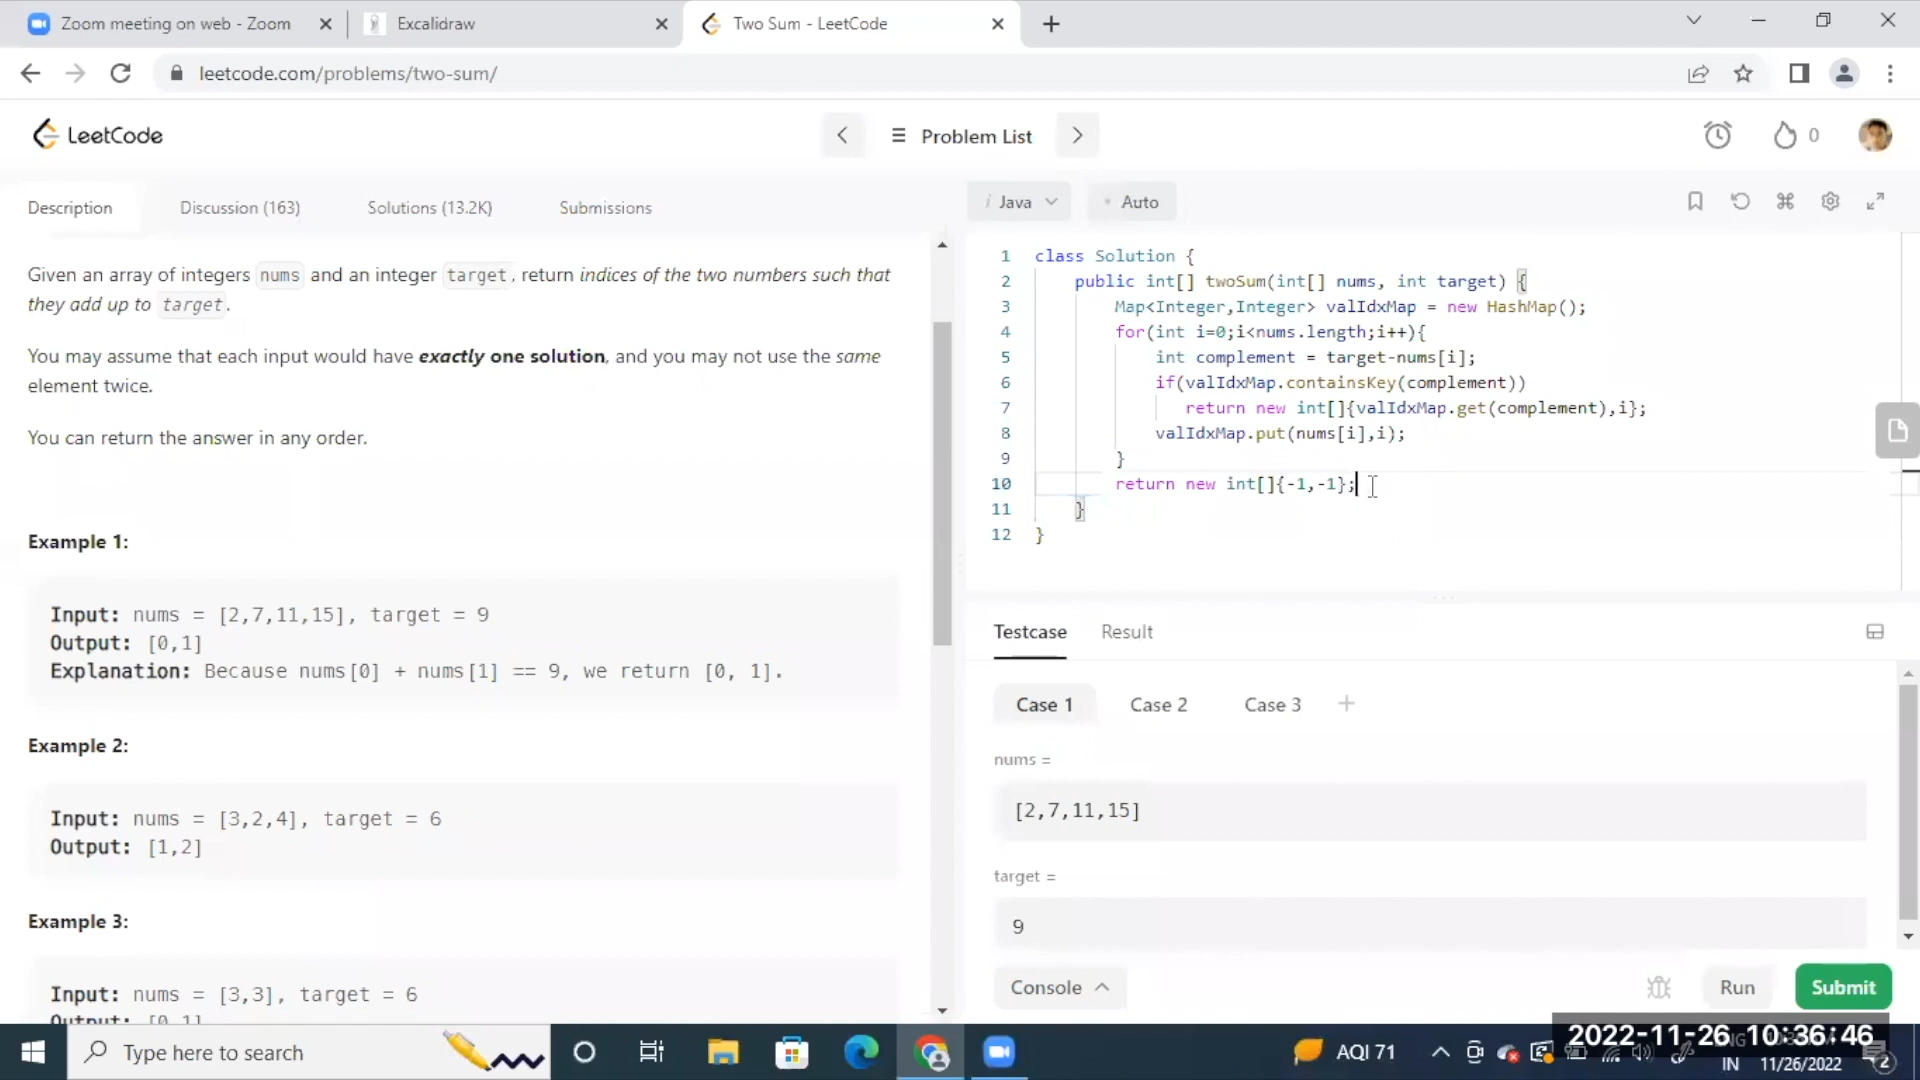 Zoom meeting on web - Zoom
Excalidraw
Two Sum - LeetCode
leetcode.com/problems/two-sum/
LeetCode
Problem List
0
Description
Discussion (163)
Solutions (13.2K)
Submissions
Given an array of integers nums and an integer target, return indices of the two numbers such that
they add up to target.
You may assume that each input would have exactly one solution, and you may not use the same
element twice.
You can return the answer in any order.
Example 1:
Input: nums = [2,7,11,15], target = 9
Output: [0,1]
Explanation: Because nums[0] + nums[1] == 9, we return [0, 1].
Example 2:
Input: nums = [3,2,4], target = 6
Output: [1,2]
Example 3:
Input: nums = [3,3], target = 6
Output: [0,1]
i Java
Auto
1 class Solution {
2 public int[] twoSum(int[] nums, int target) {
3 Map<Integer,Integer> valIdxMap = new HashMap();
4 for(int i=0;i<nums.length;i++){
5 int complement = target-nums[i];
6 if(valIdxMap.containsKey(complement))
7 return new int[]{valIdxMap.get(complement),i};
8 valIdxMap.put(nums[i],i);
9 }
10 return new int[]{-1,-1};
11 }
12 }
Testcase
Result
Case 1
Case 2
Case 3
nums =
[2,7,11,15]
target =
9
Console
Run
Submit
Type here to search
AQI 71
2022-11-26 10:36:46
IN
11/26/2022
2